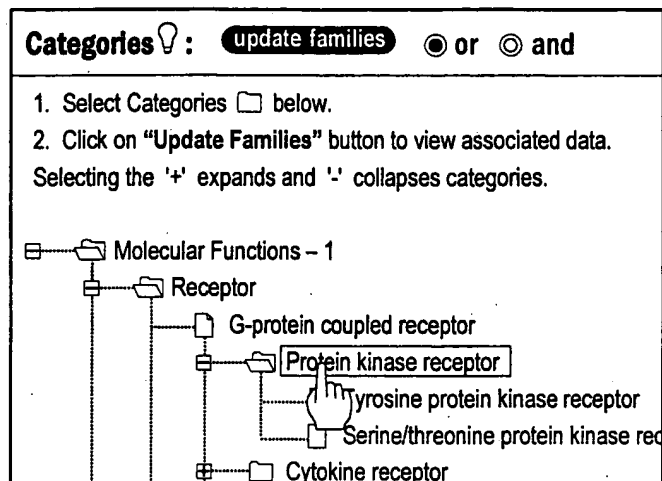 Categories : update families or and
1. Select Categories below.
2. Click on “Update Families” button to view associated data.
Selecting the '+' expands and '-' collapses categories.
Molecular Functions – 1
Receptor
G-protein coupled receptor
Protein kinase receptor
Tyrosine protein kinase receptor
Serine/threonine protein kinase rec
Cytokine receptor